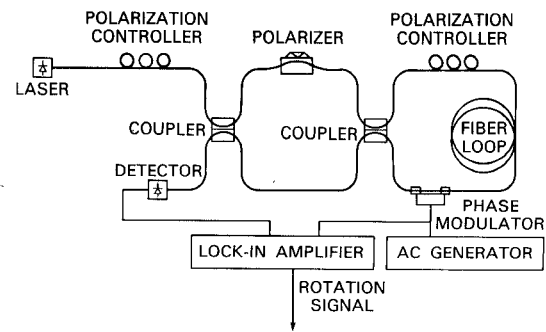 POLARIZATION
CONTROLLER
POLARIZER
POLARIZATION
CONTROLLER
LASER
COUPLER
COUPLER
FIBER
LOOP
DETECTOR
PHASE
MODULATOR
LOCK-IN AMPLIFIER
AC GENERATOR
ROTATION
SIGNAL